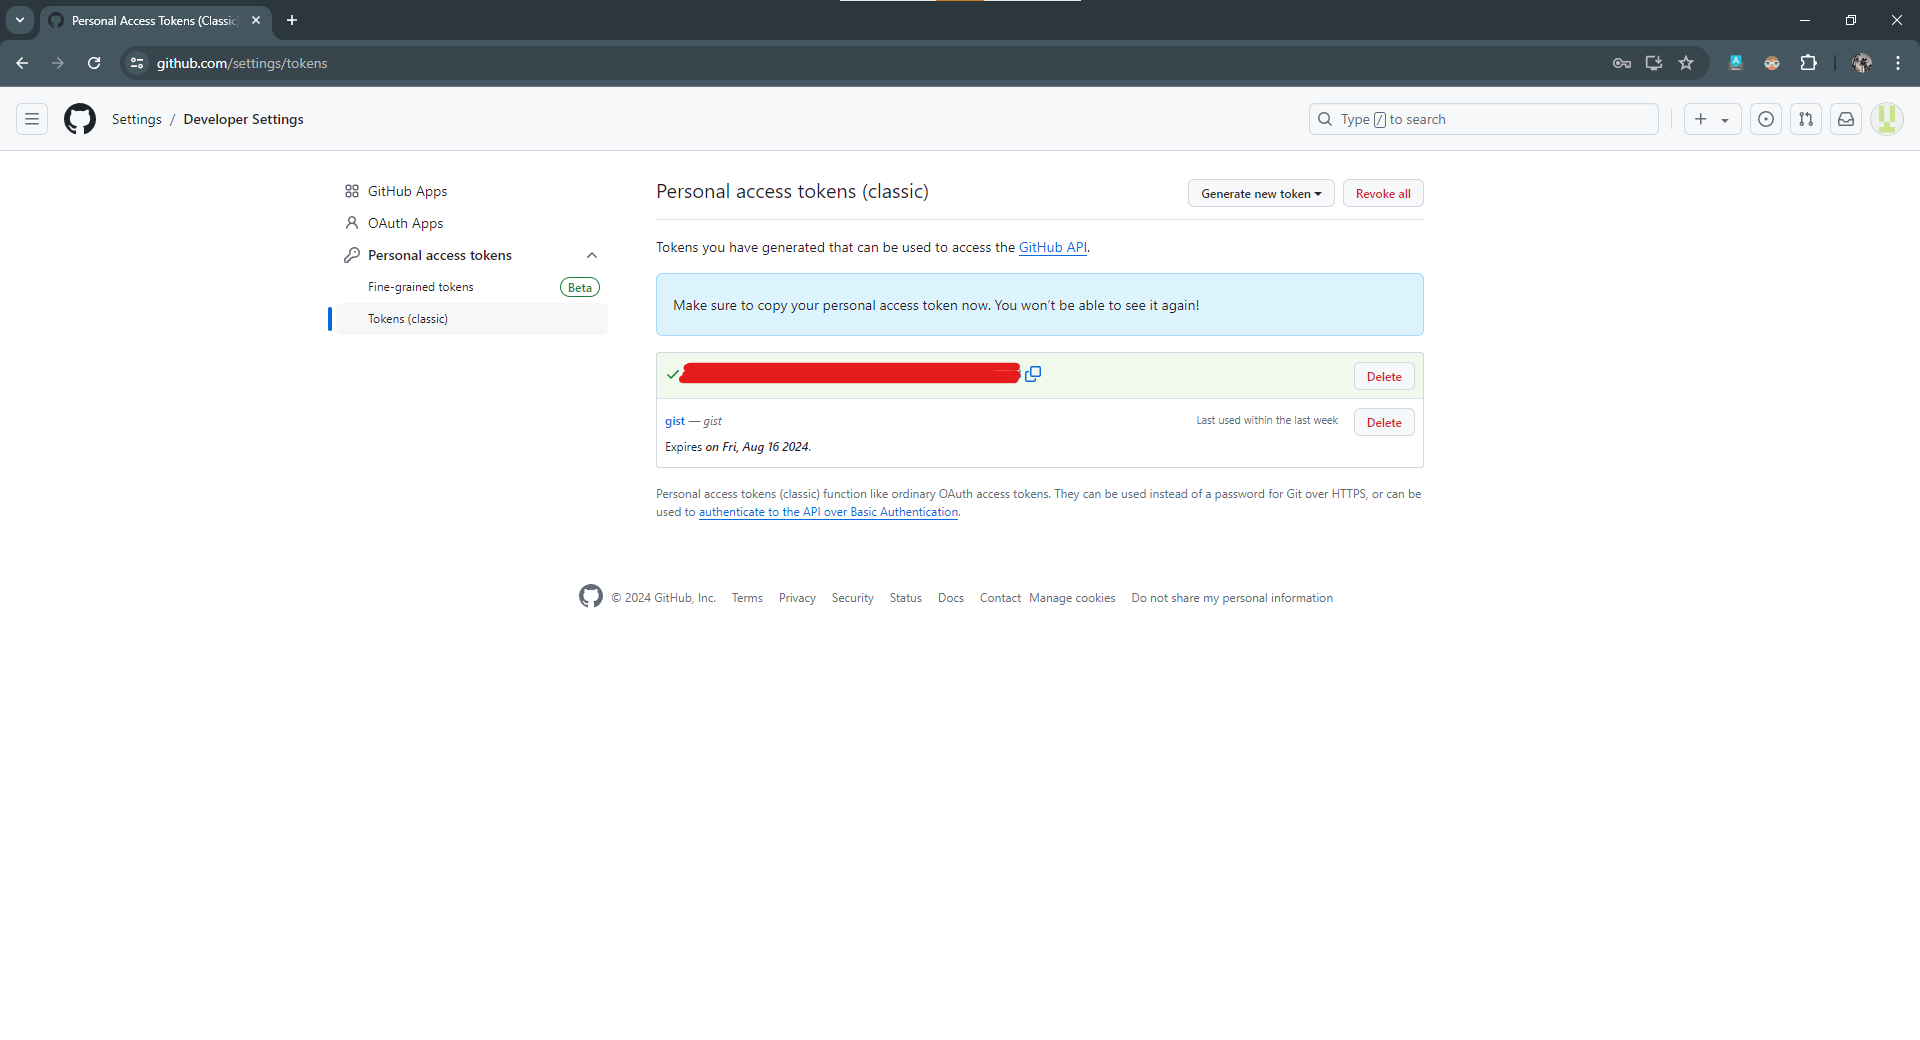 Personal Access Tokens (Classic)
github.com/settings/tokens
Settings / Developer Settings
Type / to search
GitHub Apps
OAuth Apps
Personal access tokens
Fine-grained tokens
Beta
Tokens (classic)
Personal access tokens (classic)
Generate new token
Revoke all
Tokens you have generated that can be used to access the GitHub API.
Make sure to copy your personal access token now. You won't be able to see it again!
Delete
gist — gist
Last used within the last week
Delete
Expires on Fri, Aug 16 2024.
Personal access tokens (classic) function like ordinary OAuth access tokens. They can be used instead of a password for Git over HTTPS, or can be
used to authenticate to the API over Basic Authentication.
© 2024 GitHub, Inc. Terms Privacy Security Status Docs Contact Manage cookies Do not share my personal information